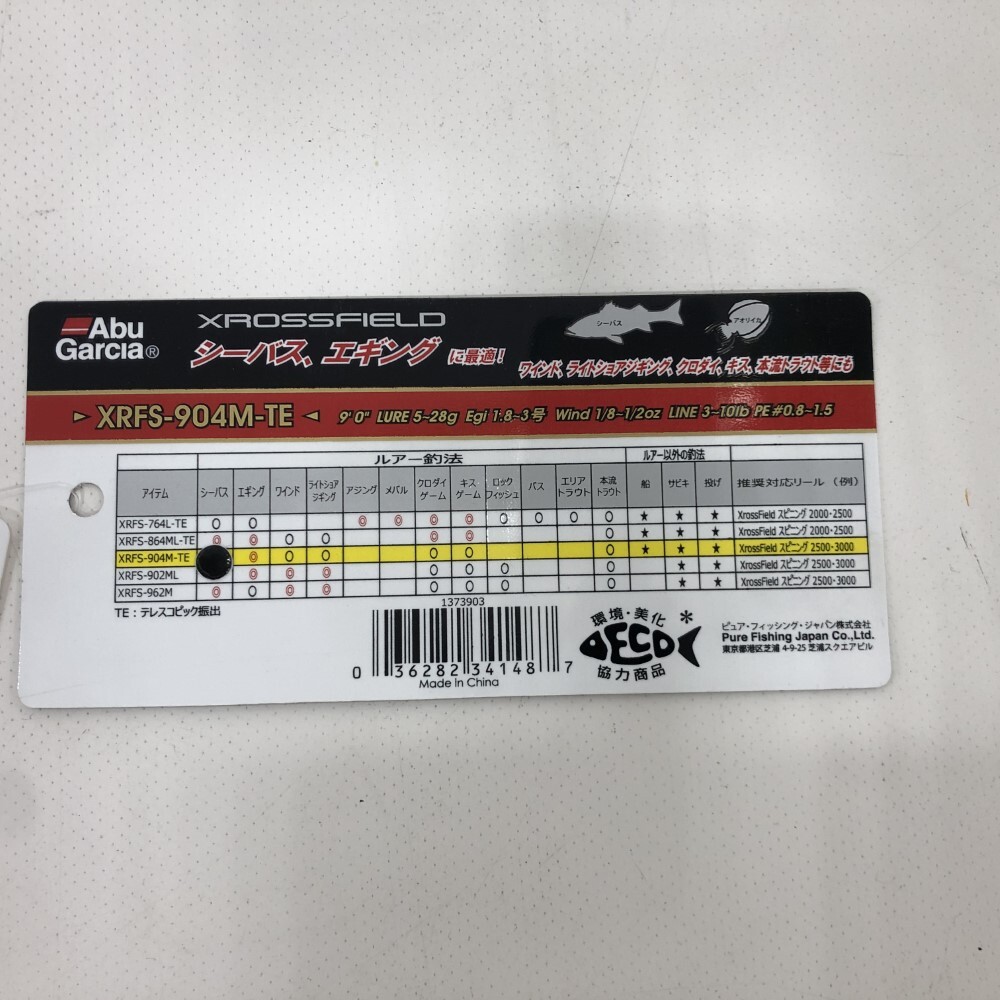 Abu
Garcia®
XROSSFIELD
シーバス、エギング に最適!
シーバス
アオリイカ
ワインド、ライトショアジギング、クロダイ、キス、本流トラウト等にも
XRFS-904M-TE
9'0" LURE 5~28g Egi 1.8~3号 Wind 1/8~1/2oz LINE 3~10lb PE #0.8~1.5
ルアー釣法 ルアー以外の釣法
アイテム シーバス エギング ワインド ライトショアジギング アジング メバル クロダイゲーム キスゲーム ロックフィッシュ バス エリアトラウト 本流トラウト 船 サビキ 投げ 推奨対応リール(例)
XRFS-764L-TE ○ ○ ◎ ◎ ◎ ◎ ○ ○ ○ ○ ★ ★ ★ XrossField スピニング 2000-2500
XRFS-864ML-TE ◎ ◎ ○ ○ ◎ ◎ ○ ★ ★ ★ XrossField スピニング 2000-2500
XRFS-904M-TE ◎ ○ ○ ○ ○ ○ ★ ★ ★ XrossField スピニング 2500-3000
XRFS-902ML ◎ ◎ ◎ ○ ○ ○ ○ ★ ★ XrossField スピニング 2500-3000
XRFS-962M ◎ ○ ◎ ◎ ○ ○ ○ ○ ★ ★ XrossField スピニング 2500-3000
TE:テレスコピック振出
1373903
0 36282 34148 7
Made in China
環境・美化
ECO
協力商品
ピュア・フィッシング・ジャパン株式会社
Pure Fishing Japan Co.,Ltd.
東京都港区芝浦 4-9-25 芝浦スクエアビル